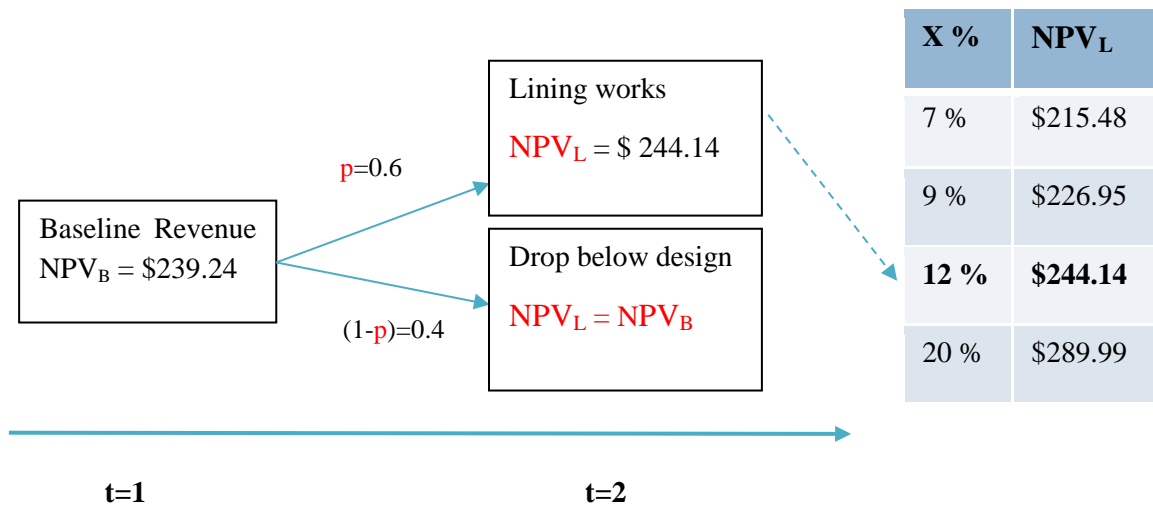 Baseline Revenue
NPVB = $239.24
p=0.6
(1-p)=0.4
Lining works
NPVL = $ 244.14
Drop below design
NPVL = NPVB
X % NPVL
7 % $215.48
9 % $226.95
12 % $244.14
20 % $289.99
t=1 t=2